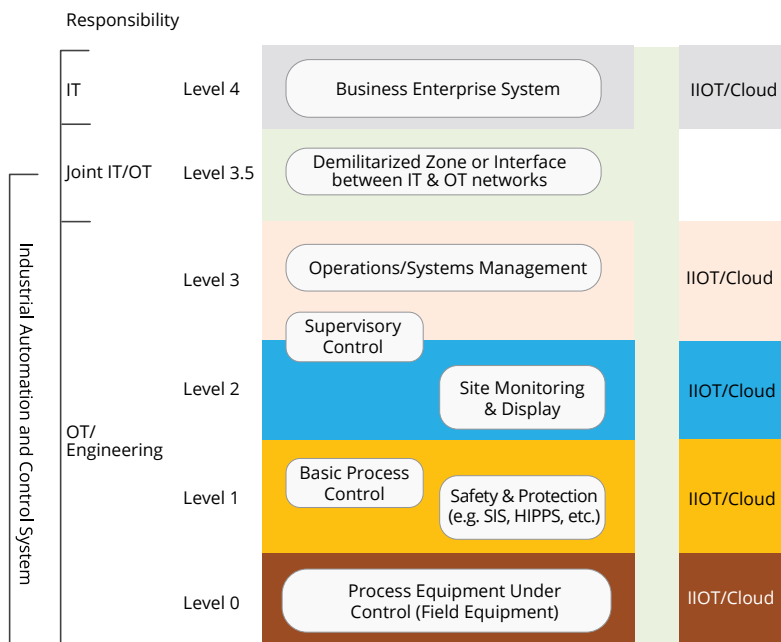 Responsibility
IT
Level 4
Business Enterprise System
IIOT/Cloud
Joint IT/OT
Level 3.5
Demilitarized Zone or Interface
between IT & OT networks
Industrial Automation and Control System
Level 3
Operations/Systems Management
IIOT/Cloud
Supervisory
Control
OT/
Engineering
Level 2
Site Monitoring
& Display
IIOT/Cloud
Level 1
Basic Process
Control
Safety & Protection
(e.g. SIS, HIPPS, etc.)
IIOT/Cloud
Level 0
Process Equipment Under
Control (Field Equipment)
IIOT/Cloud